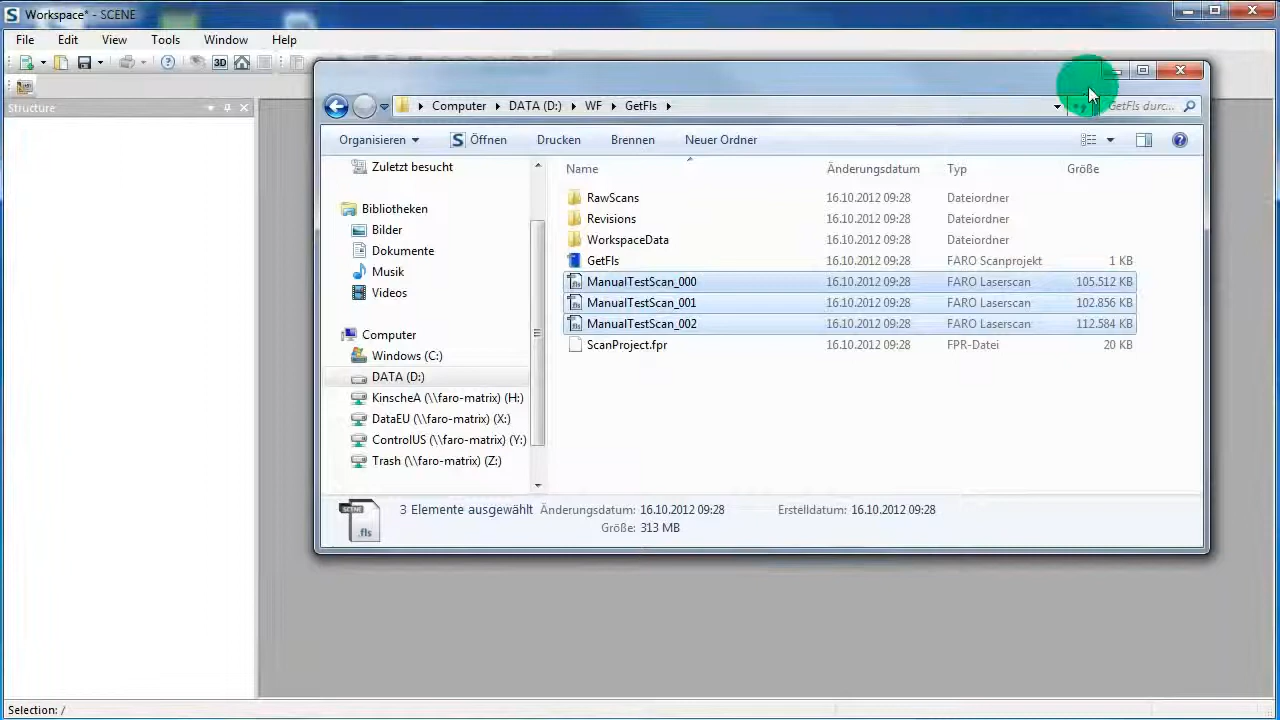 Workspace* - SCENE
File Edit View Tools Window Help
3D
Structure
Computer DATA (D:) WF GetFls
GetFls durc...
Organisieren Öffnen Drucken Brennen Neuer Ordner
Zuletzt besucht
Bibliotheken
Bilder
Dokumente
Musik
Videos
Computer
Windows (C:)
DATA (D:)
KinscheA (\\faro-matrix) (H:)
DataEU (\\faro-matrix) (X:)
ControlUS (\\faro-matrix) (Y:)
Trash (\\faro-matrix) (Z:)
Name Änderungsdatum Typ Größe
RawScans 16.10.2012 09:28 Dateiordner
Revisions 16.10.2012 09:28 Dateiordner
WorkspaceData 16.10.2012 09:28 Dateiordner
GetFls 16.10.2012 09:28 FARO Scanprojekt 1 KB
ManualTestScan_000 16.10.2012 09:28 FARO Laserscan 105.512 KB
ManualTestScan_001 16.10.2012 09:28 FARO Laserscan 102.856 KB
ManualTestScan_002 16.10.2012 09:28 FARO Laserscan 112.584 KB
ScanProject.fpr 16.10.2012 09:28 FPR-Datei 20 KB
SCENE
.fls
3 Elemente ausgewählt Änderungsdatum: 16.10.2012 09:28 Erstelldatum: 16.10.2012 09:28
Größe: 313 MB
Selection: /